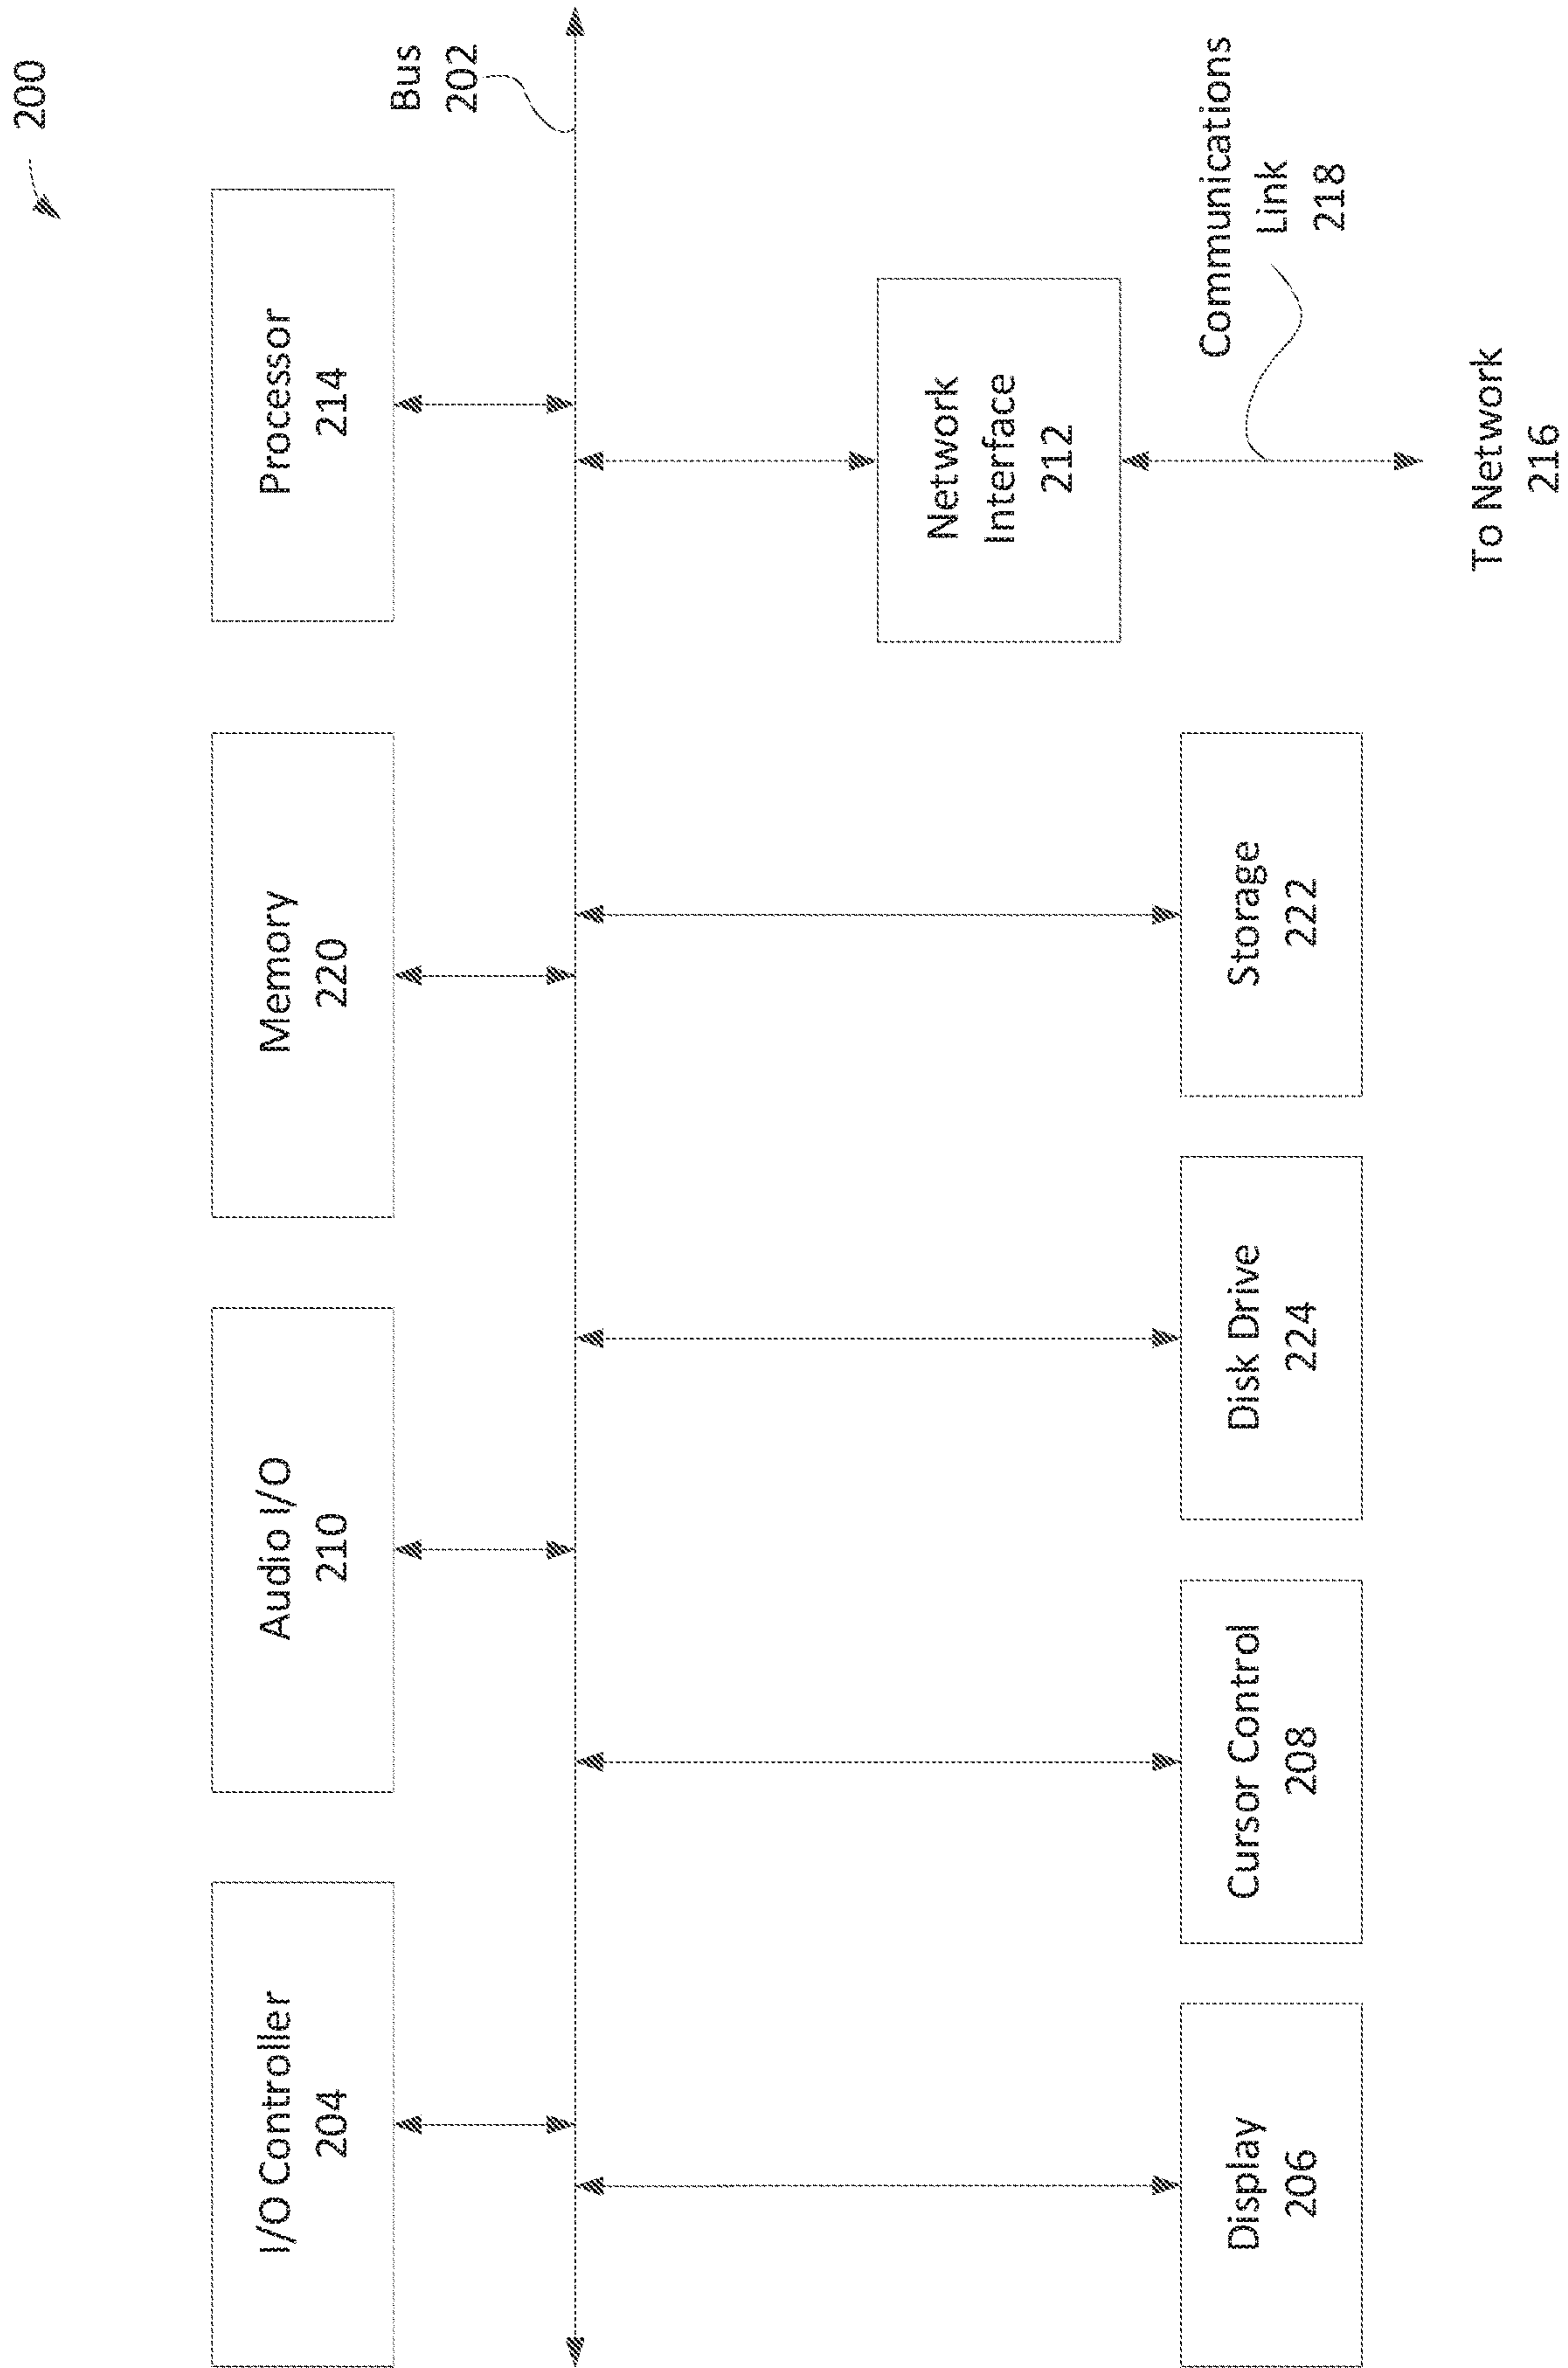 200
I/O Controller
204
Audio I/O
210
Memory
220
Processor
214
Bus
202
Network
Interface
212
Communications
Link
218
Display
206
Cursor Control
208
Disk Drive
224
Storage
222
To Network
216